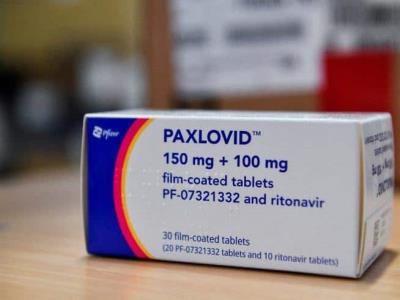 Pfizer
PAXLOVID™
150 mg + 100 mg
film-coated tablets
PF-07321332 and ritonavir
30 film-coated tablets
(20 PF-07321332 tablets and 10 ritonavir tablets)